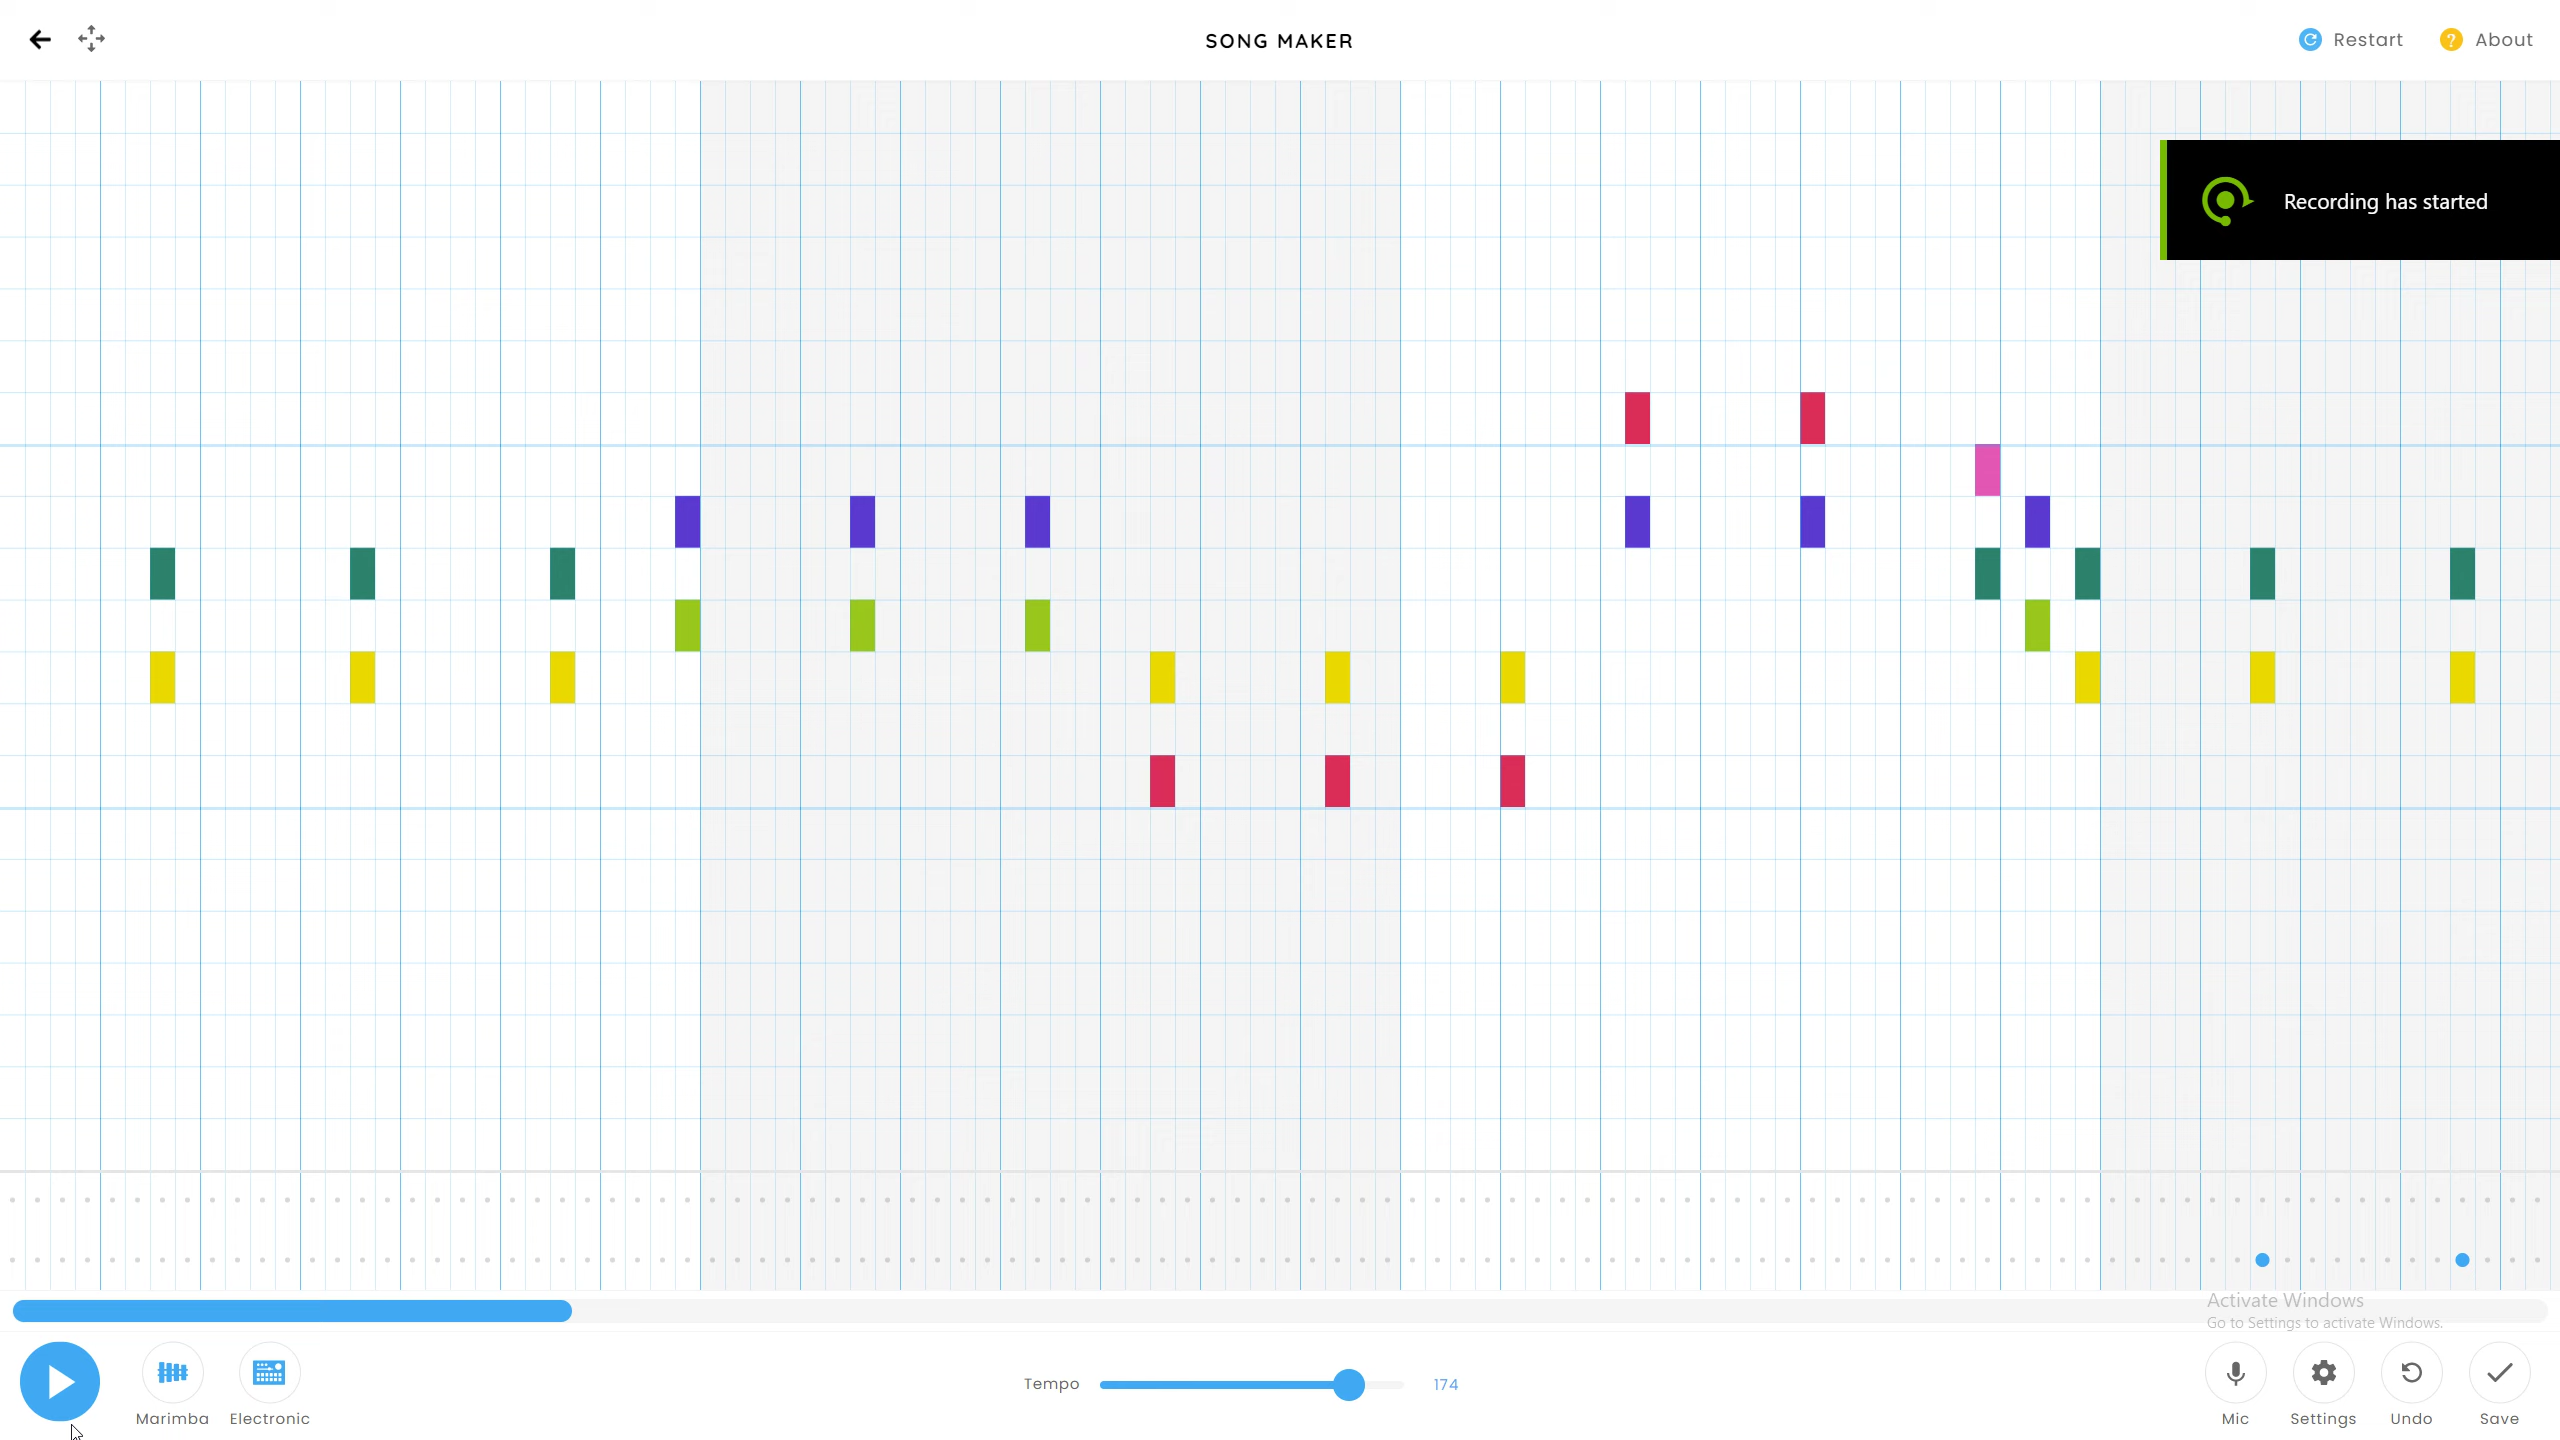 SONG MAKER
Restart
? About
Recording has started
Activate Windows
Go to Settings to activate Windows.
Tempo 174
Marimba Electronic
Mic Settings Undo Save